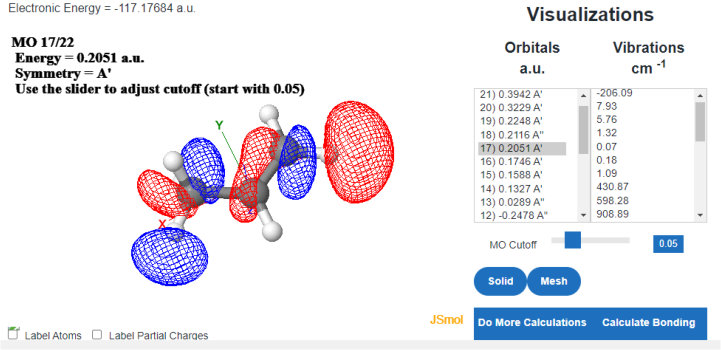 Electronic Energy = -117.17684 a.u.
MO 17/22
Energy = 0.2051 a.u.
Symmetry = A'
Use the slider to adjust cutoff (start with 0.05)
Y
X
JSmol
Label Atoms
Label Partial Charges
Visualizations
Orbitals
a.u.
Vibrations
cm -1
21) 0.3942 A'
20) 0.3229 A'
19) 0.2248 A'
18) 0.2116 A"
17) 0.2051 A'
16) 0.1746 A'
15) 0.1588 A'
14) 0.1327 A'
13) 0.0289 A"
12) -0.2478 A"
-206.09
7.93
5.76
1.32
0.07
0.18
1.09
430.87
598.28
908.89
MO Cutoff
0.05
Solid
Mesh
Do More Calculations
Calculate Bonding